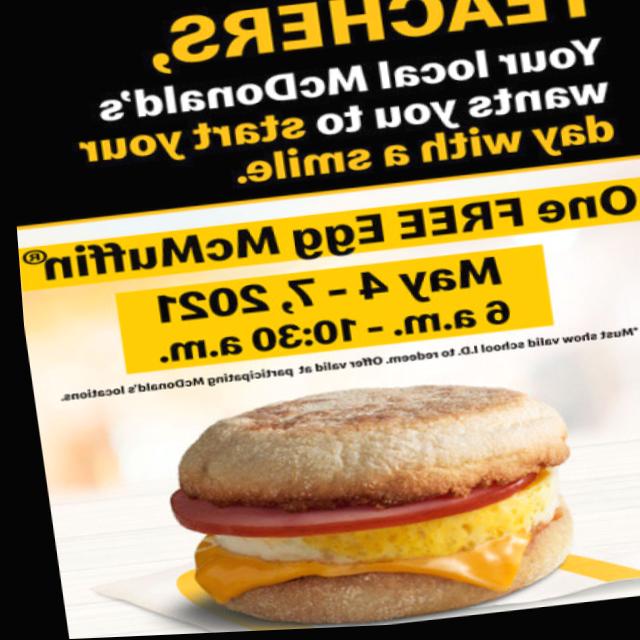 TEACHERS,
Your local McDonald's
wants you to start your
day with a smile.
One FREE Egg McMuffin®
May 4 - 7, 2021
6 a.m. - 10:30 a.m.
*Must show valid school I.D. to redeem. Offer valid at participating McDonald's locations.